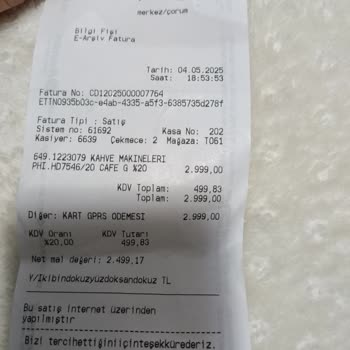 merkez/çorum
Bilgi Fişi
E-Arşiv Fatura
Tarih: 04.05.2025
Saat: 18:53:53
Fatura No: CD12025000007764
ETTN0935b03c-e4ab-4335-a5f3-6385735d278f
Fatura Tipi : Satış
Sistem no: 61692 Kasa No: 202
Kasiyer: 6639 Çekmece: 2 Mağaza: T061
649.1223079 KAHVE MAKINELERI
PHI.HD7546/20 CAFE G %20 2.999,00
KDV Toplam: 499,83
Toplam: 2.999,00
Diğer: KART GPRS ODEMESI 2.999,00
KDV Oranı KDV Tutarı
%20,00 499,83
Net mal değeri: 2.499,17
Y/İkibindokuzyüzdoksandokuz TL
Bu satış internet üzerinden
yapılmıştır
Bizi tercihettiğiniiçinteşekkürederiz.